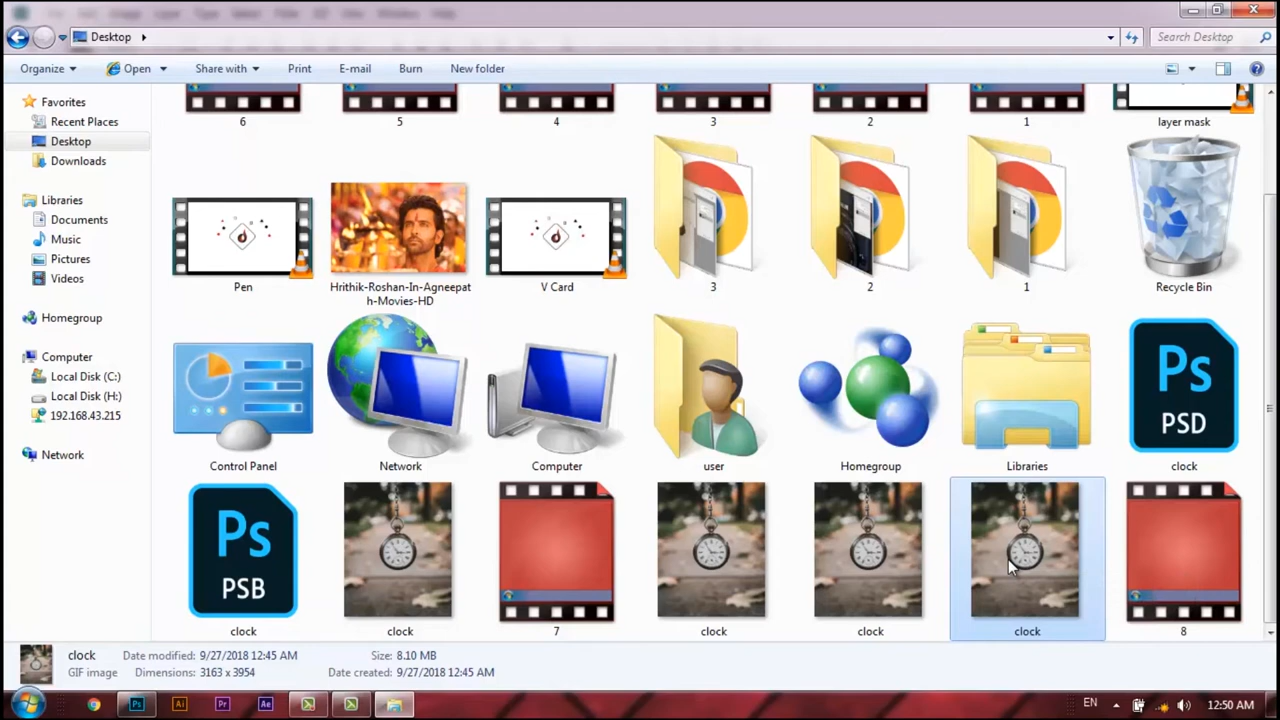 Desktop
Search Desktop
Organize
Open
Share with
Print
E-mail
Burn
New folder
Favorites
Recent Places
Desktop
Downloads
Libraries
Documents
Music
Pictures
Videos
Homegroup
Computer
Local Disk (C:)
Local Disk (H:)
192.168.43.215
Network
6
5
4
3
2
1
layer mask
Pen
Hrithik-Roshan-In-Agneepat
h-Movies-HD
V Card
3
2
1
Recycle Bin
Ps
PSD
Control Panel
Network
Computer
user
Homegroup
Libraries
clock
Ps
PSB
clock
clock
7
clock
clock
clock
8
clock
Date modified: 9/27/2018 12:45 AM
Size: 8.10 MB
GIF image
Dimensions: 3163 x 3954
Date created: 9/27/2018 12:45 AM
Ps
Ai
Pr
Ae
EN
12:50 AM